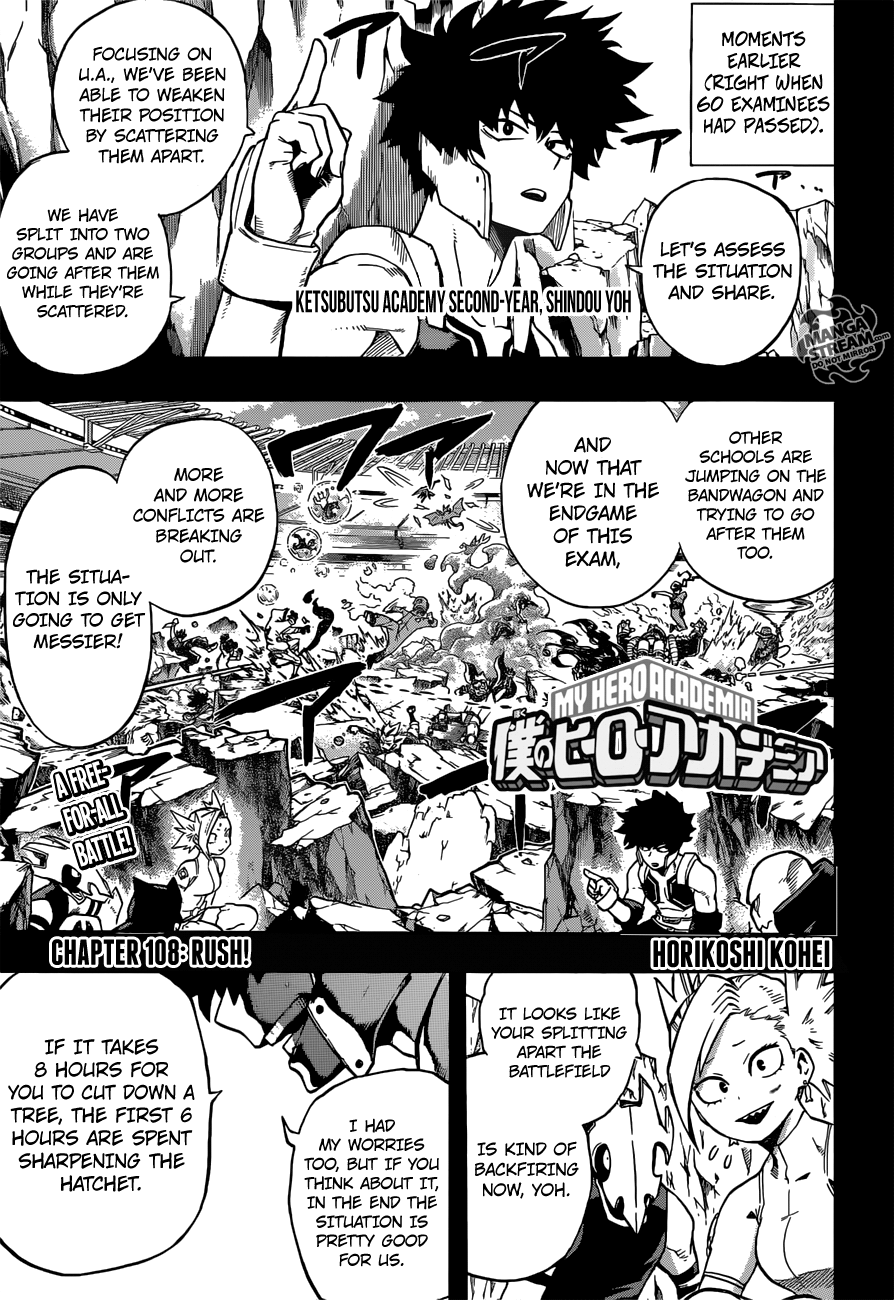 MOMENTS
EARLIER
(RIGHT WHEN
60 EXAMINEES
HAD PASSED).
LET'S ASSESS
THE SITUATION
AND SHARE.
FOCUSING ON
U.A., WE'VE BEEN
ABLE TO WEAKEN
THEIR POSITION
BY SCATTERING
THEM APART.
WE HAVE
SPLIT INTO TWO
GROUPS AND ARE
GOING AFTER THEM
WHILE THEY'RE
SCATTERED.
KETSUBUTSU ACADEMY SECOND-YEAR, SHINDOU YOH
MANGA
STREAM.com
DO NOT MIRROR
OTHER
SCHOOLS ARE
JUMPING ON THE
BANDWAGON AND
TRYING TO GO
AFTER THEM
TOO.
AND
NOW THAT
WE'RE IN THE
ENDGAME
OF THIS
EXAM,
MORE
AND MORE
CONFLICTS ARE
BREAKING
OUT.
THE SITUA-
TION IS ONLY
GOING TO GET
MESSIER!
ワァァァ
MY HERO ACADEMIA
僕のヒーローアカデミア
A FREE-
FOR-ALL
BATTLE!
CHAPTER 108: RUSH!
HORIKOSHI KOHEI
IT LOOKS LIKE
YOUR SPLITTING
APART THE
BATTLEFIELD
IS KIND OF
BACKFIRING
NOW, YOH.
I HAD
MY WORRIES
TOO, BUT IF YOU
THINK ABOUT IT,
IN THE END THE
SITUATION IS
PRETTY GOOD
FOR US.
IF IT TAKES
8 HOURS FOR
YOU TO CUT DOWN A
TREE, THE FIRST 6
HOURS ARE SPENT
SHARPENING THE
HATCHET.